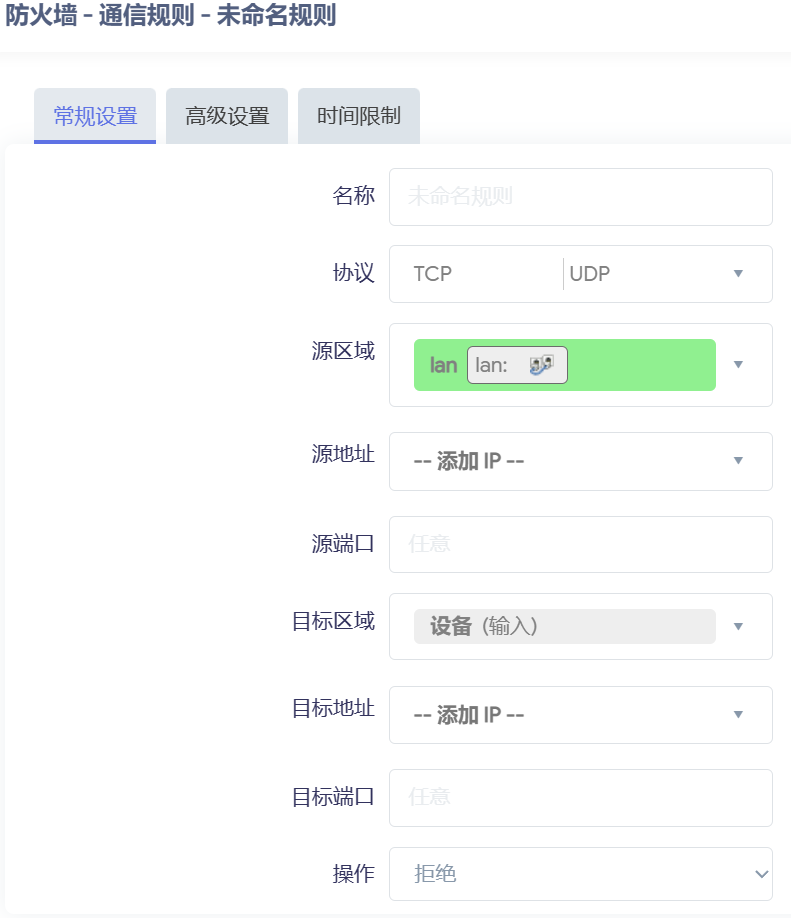 防火墙 - 通信规则 - 未命名规则
常规设置 高级设置 时间限制
名称 未命名规则
协议 TCP UDP
源区域 lan lan:
源地址 -- 添加 IP --
源端口 任意
目标区域 设备 (输入)
目标地址 -- 添加 IP --
目标端口 任意
操作 拒绝